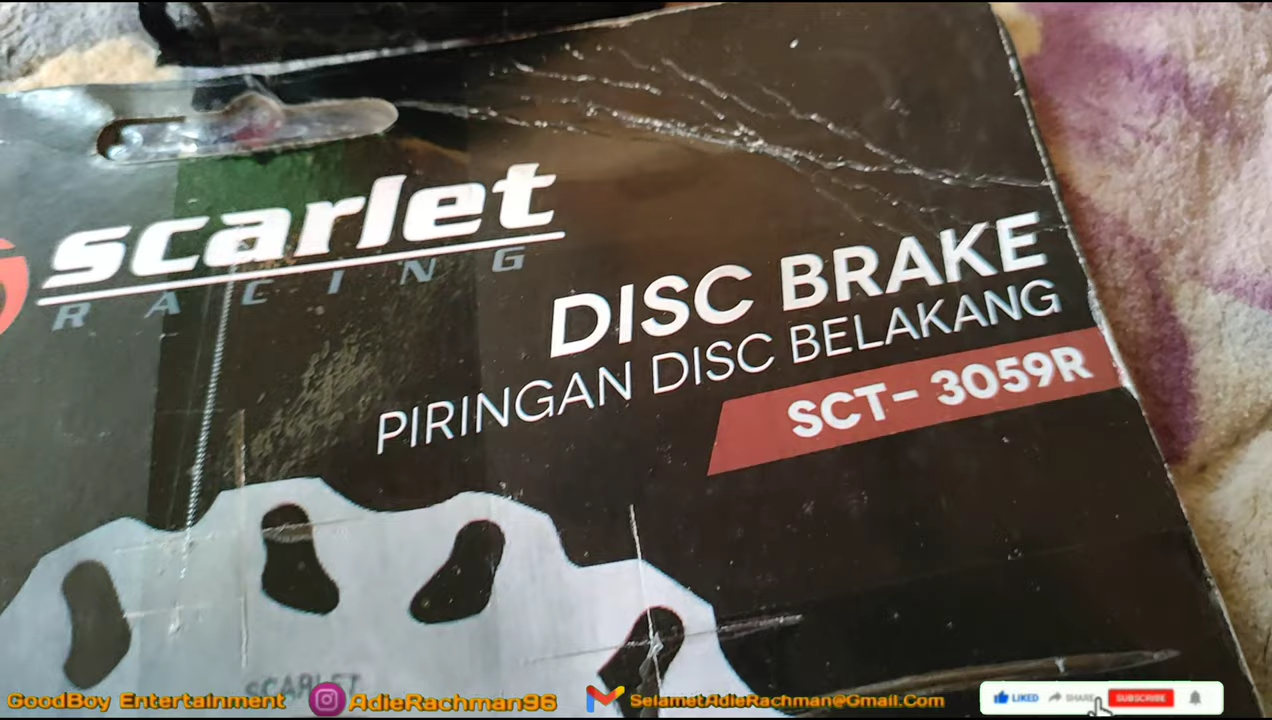 scarlet
RACING
DISC BRAKE
PIRINGAN DISC BELAKANG
SCT- 3059R
SCARLET
GoodBoy Entertainment
AdieRachman96
SelametAdieRachman@Gmail.Com
LIKED
SHARE
SUBSCRIBE